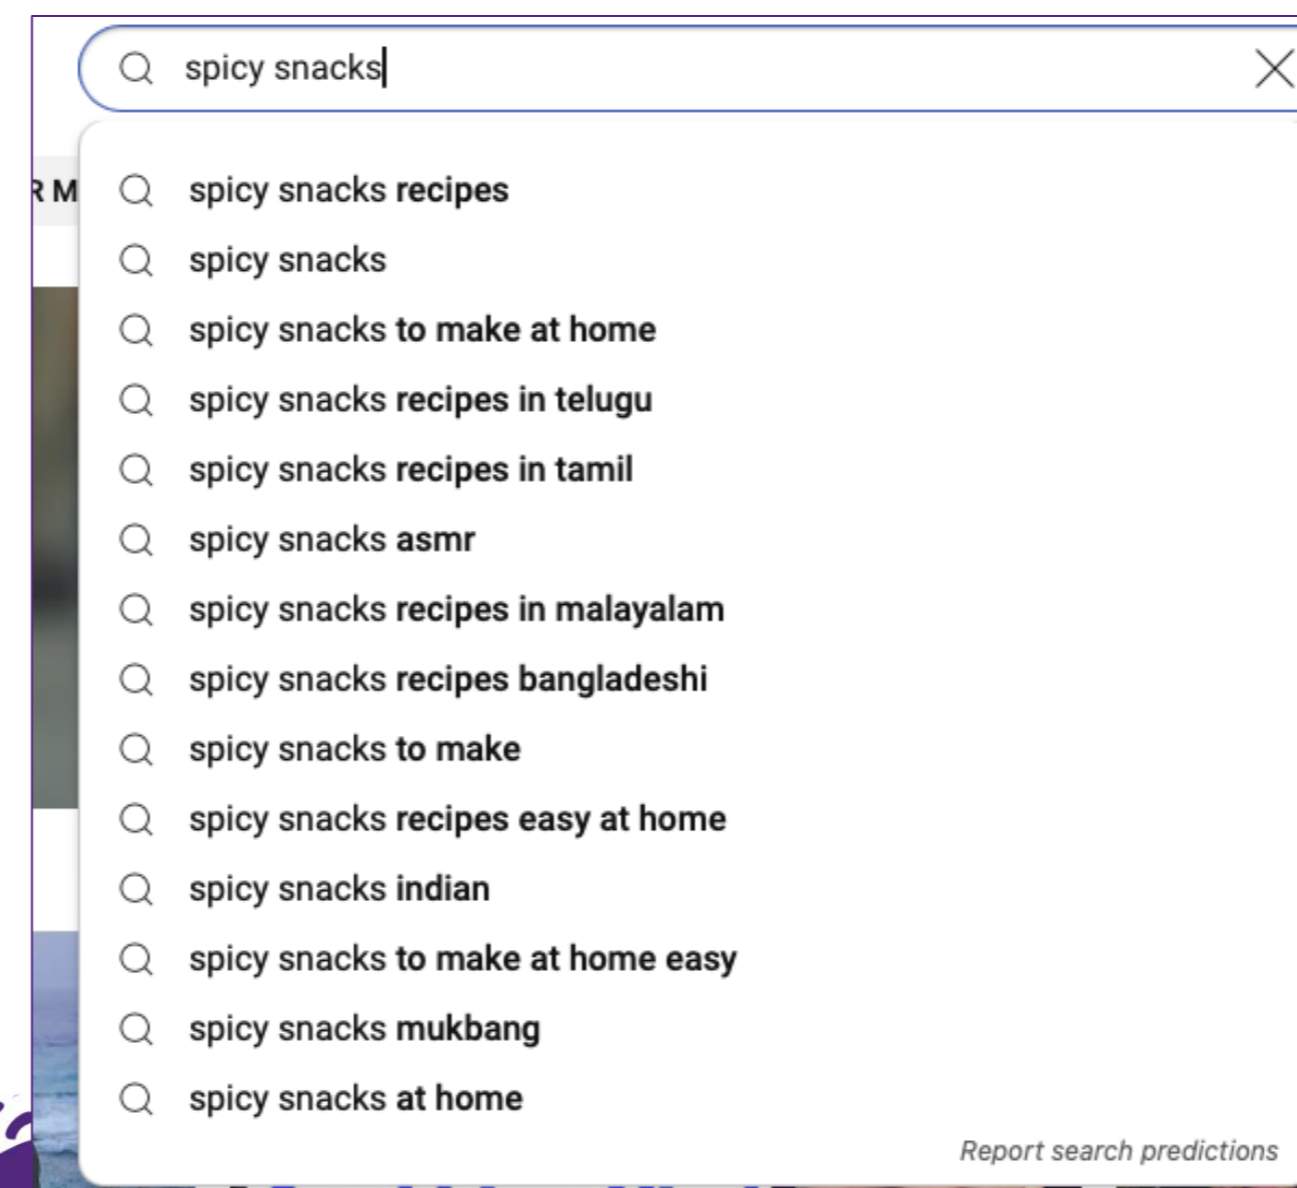 spicy snacks
R M
spicy snacks recipes
spicy snacks
spicy snacks to make at home
spicy snacks recipes in telugu
spicy snacks recipes in tamil
spicy snacks asmr
spicy snacks recipes in malayalam
spicy snacks recipes bangladeshi
spicy snacks to make
spicy snacks recipes easy at home
spicy snacks indian
spicy snacks to make at home easy
spicy snacks mukbang
spicy snacks at home
Report search predictions